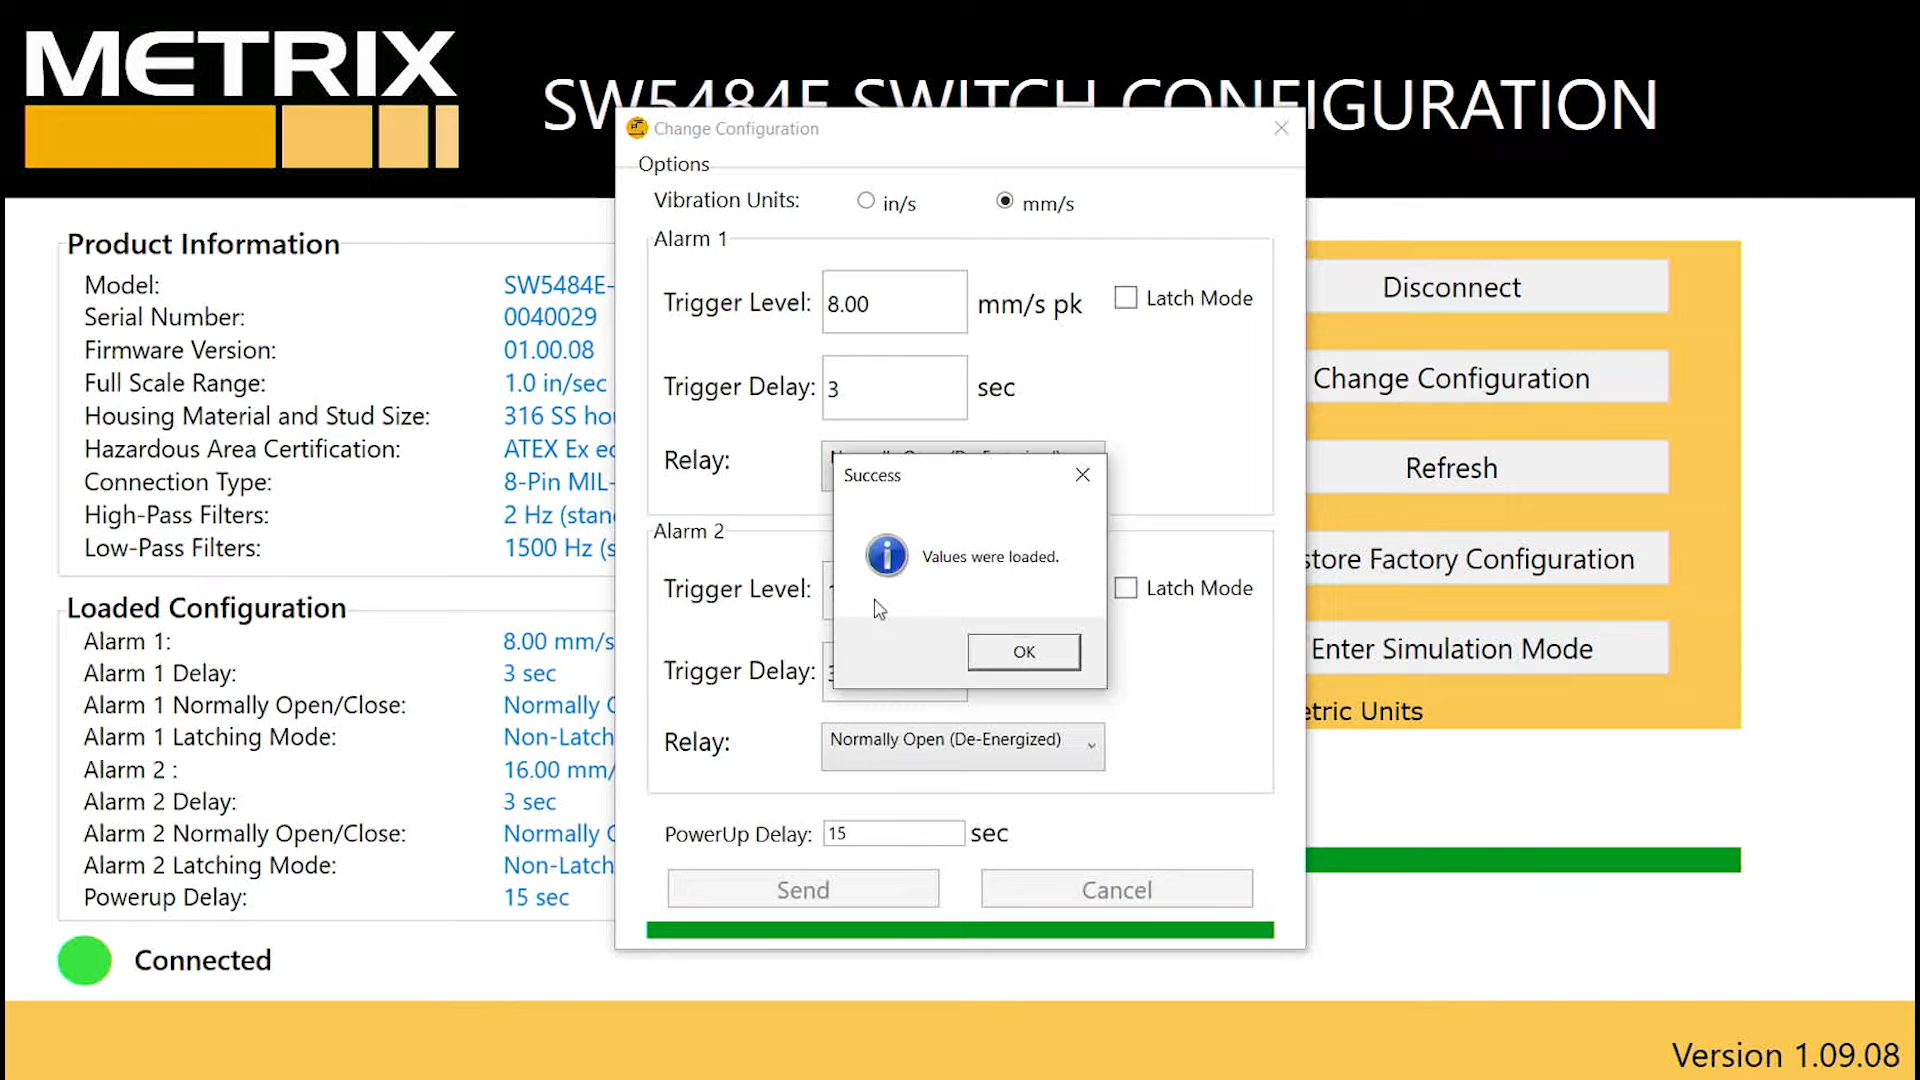 METRIX
SW5484E SWITCH CONFIGURATION
Change Configuration
Options
Vibration Units:
in/s
mm/s
Alarm 1
Trigger Level:
8.00
mm/s pk
Latch Mode
Trigger Delay:
3
sec
Relay:
Success
Values were loaded.
OK
Alarm 2
Trigger Level:
Latch Mode
Trigger Delay:
Relay:
Normally Open (De-Energized)
PowerUp Delay:
15
sec
Send
Cancel
Product Information
Model: SW5484E-
Serial Number: 0040029
Firmware Version: 01.00.08
Full Scale Range: 1.0 in/sec
Housing Material and Stud Size: 316 SS hou
Hazardous Area Certification: ATEX Ex ec
Connection Type: 8-Pin MIL-
High-Pass Filters: 2 Hz (stan
Low-Pass Filters: 1500 Hz (s
Loaded Configuration
Alarm 1: 8.00 mm/s
Alarm 1 Delay: 3 sec
Alarm 1 Normally Open/Close: Normally
Alarm 1 Latching Mode: Non-Latch
Alarm 2 : 16.00 mm/
Alarm 2 Delay: 3 sec
Alarm 2 Normally Open/Close: Normally
Alarm 2 Latching Mode: Non-Latch
Powerup Delay: 15 sec
Connected
Disconnect
Change Configuration
Refresh
store Factory Configuration
Enter Simulation Mode
etric Units
Version 1.09.08